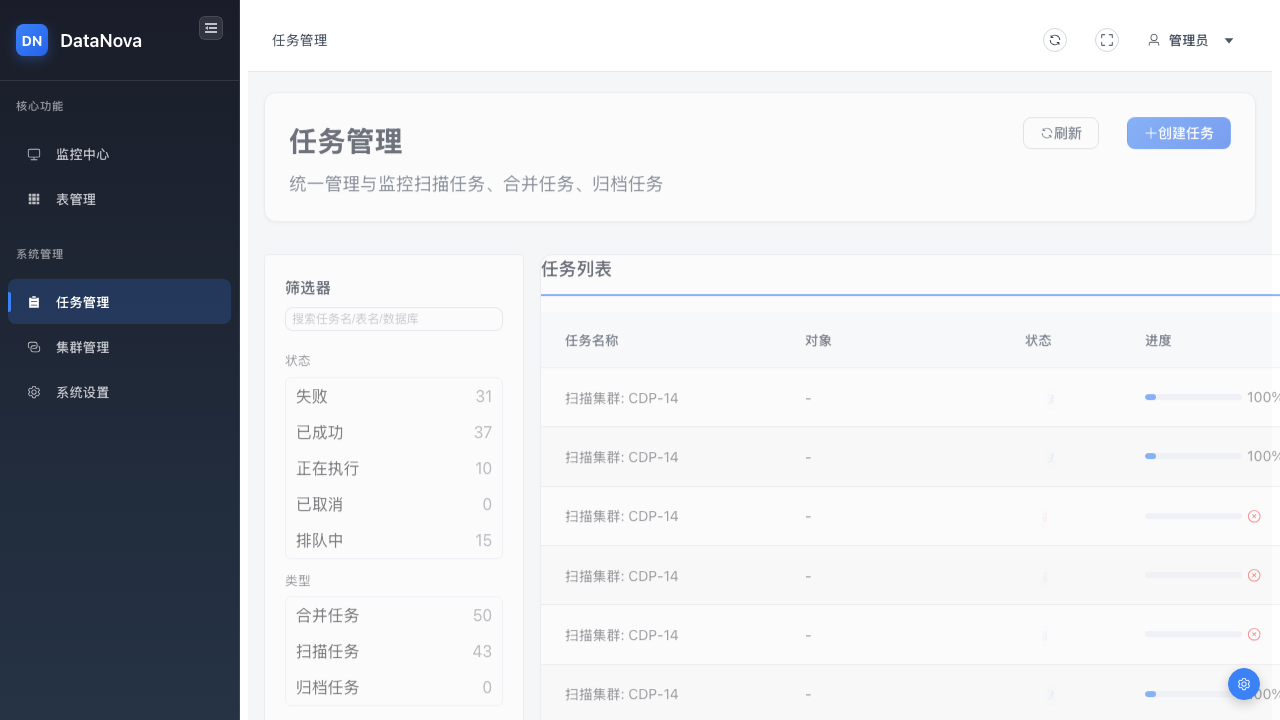 DN DataNova
核心功能
监控中心
表管理
系统管理
任务管理
集群管理
系统设置
任务管理
管理员
任务管理
刷新
创建任务
统一管理与监控扫描任务、合并任务、归档任务
筛选器
搜索任务名/表名/数据库
状态
失败 31
已成功 37
正在执行 10
已取消 0
排队中 15
类型
合并任务 50
扫描任务 43
归档任务 0
任务列表
任务名称 对象 状态 进度
扫描集群: CDP-14 - 100%
扫描集群: CDP-14 - 100%
扫描集群: CDP-14 -
扫描集群: CDP-14 -
扫描集群: CDP-14 -
扫描集群: CDP-14 -